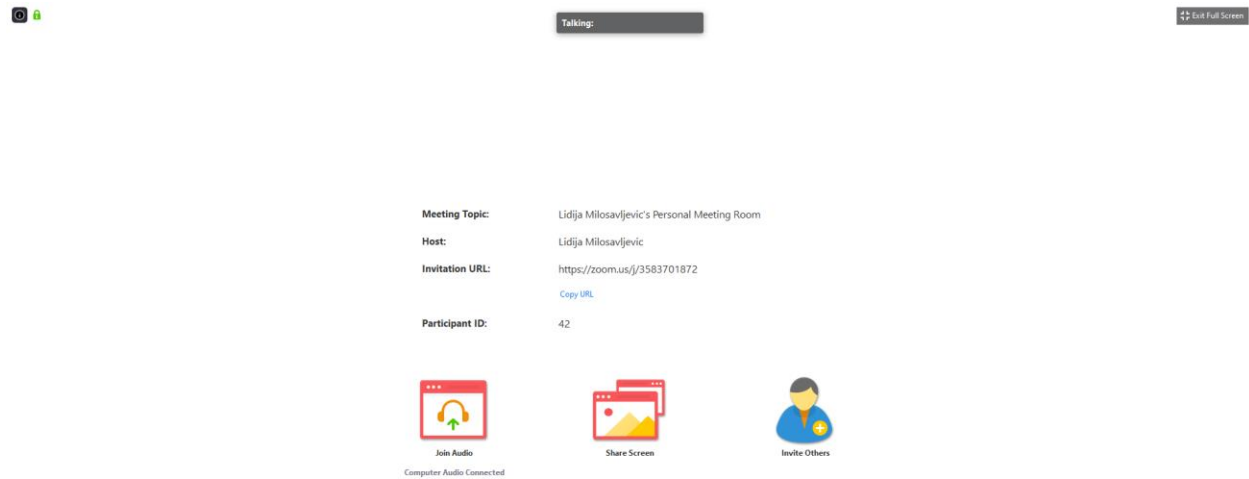 Talking:
Exit Full Screen
Meeting Topic: Lidija Milosavljevic's Personal Meeting Room
Host: Lidija Milosavljevic
Invitation URL: https://zoom.us/j/3583701872
Copy URL
Participant ID: 42
Join Audio Share Screen Invite Others
Computer Audio Connected